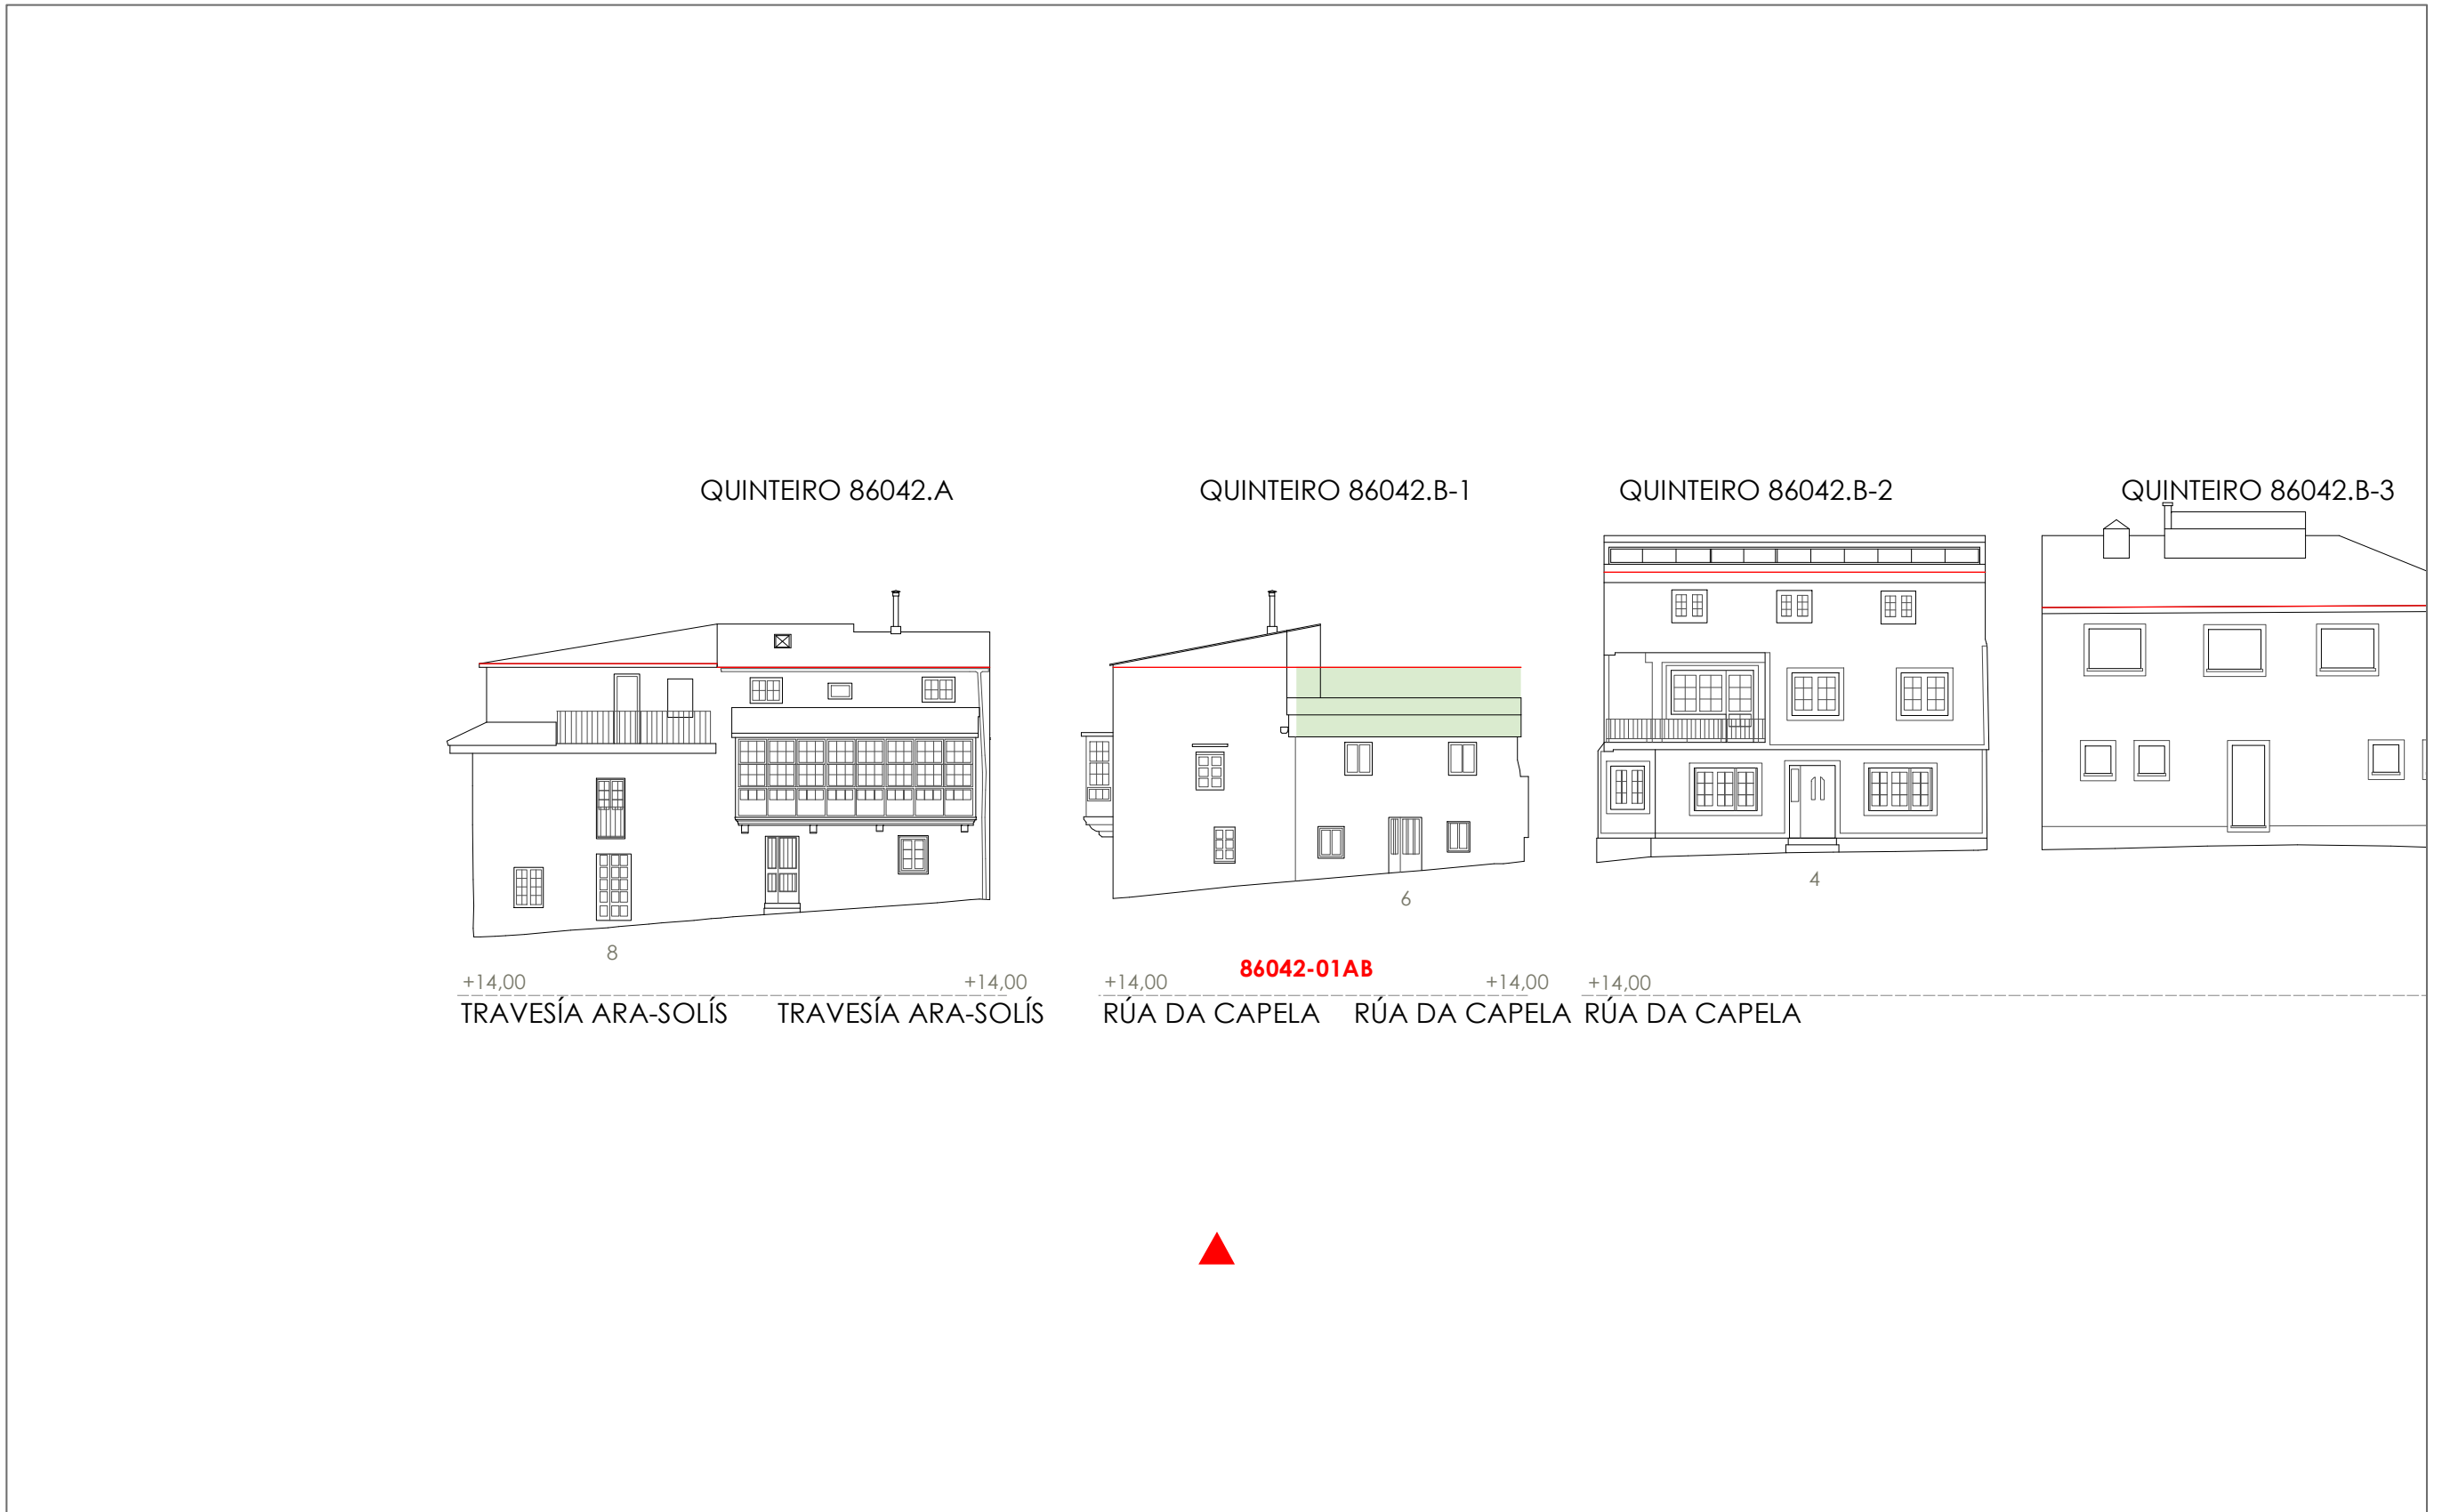 QUINTEIRO 86042.A
QUINTEIRO 86042.B-1
QUINTEIRO 86042.B-2
QUINTEIRO 86042.B-3
8
6
4
86042-01AB
+14,00
+14,00
+14,00
+14,00
+14,00
TRAVESÍA ARA-SOLÍS
TRAVESÍA ARA-SOLÍS
RÚA DA CAPELA
RÚA DA CAPELA
RÚA DA CAPELA